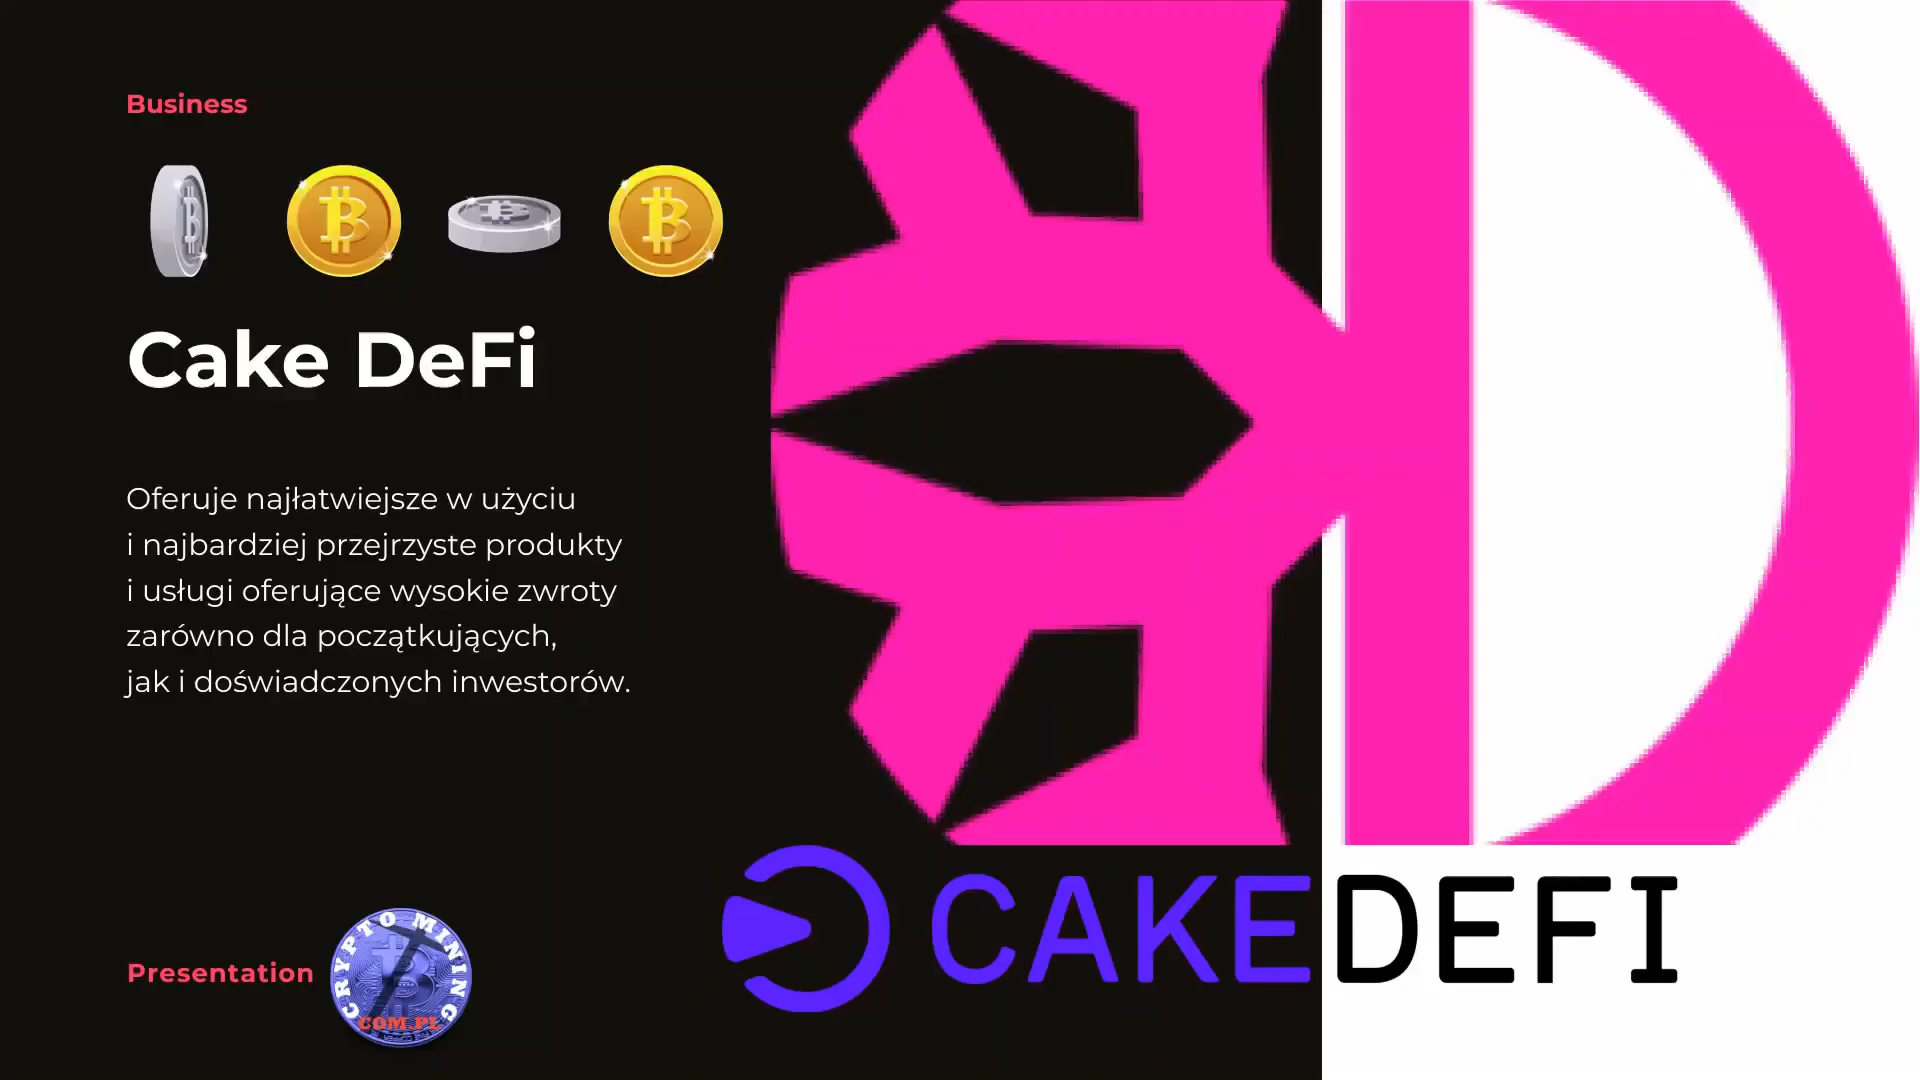 Business
Cake DeFi
Oferuje najłatwiejsze w użyciu
i najbardziej przejrzyste produkty
i usługi oferujące wysokie zwroty
zarówno dla początkujących,
jak i doświadczonych inwestorów.
CAKEDEFI
Presentation
CRYPTO MINING
COM.PL